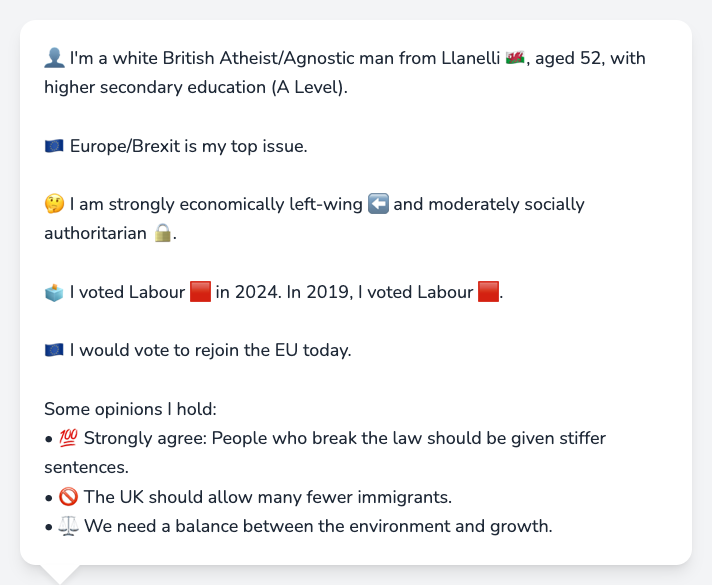 👤 I'm a white British Atheist/Agnostic man from Llanelli 🏴󠁧󠁢󠁷󠁬󠁳󠁿, aged 52, with
higher secondary education (A Level).
🇪🇺 Europe/Brexit is my top issue.
🤔 I am strongly economically left-wing ⬅️ and moderately socially
authoritarian 🔒.
🗳️ I voted Labour 🟥 in 2024. In 2019, I voted Labour 🟥.
🇪🇺 I would vote to rejoin the EU today.
Some opinions I hold:
• 💯 Strongly agree: People who break the law should be given stiffer
sentences.
• 🚫 The UK should allow many fewer immigrants.
• ⚖️ We need a balance between the environment and growth.